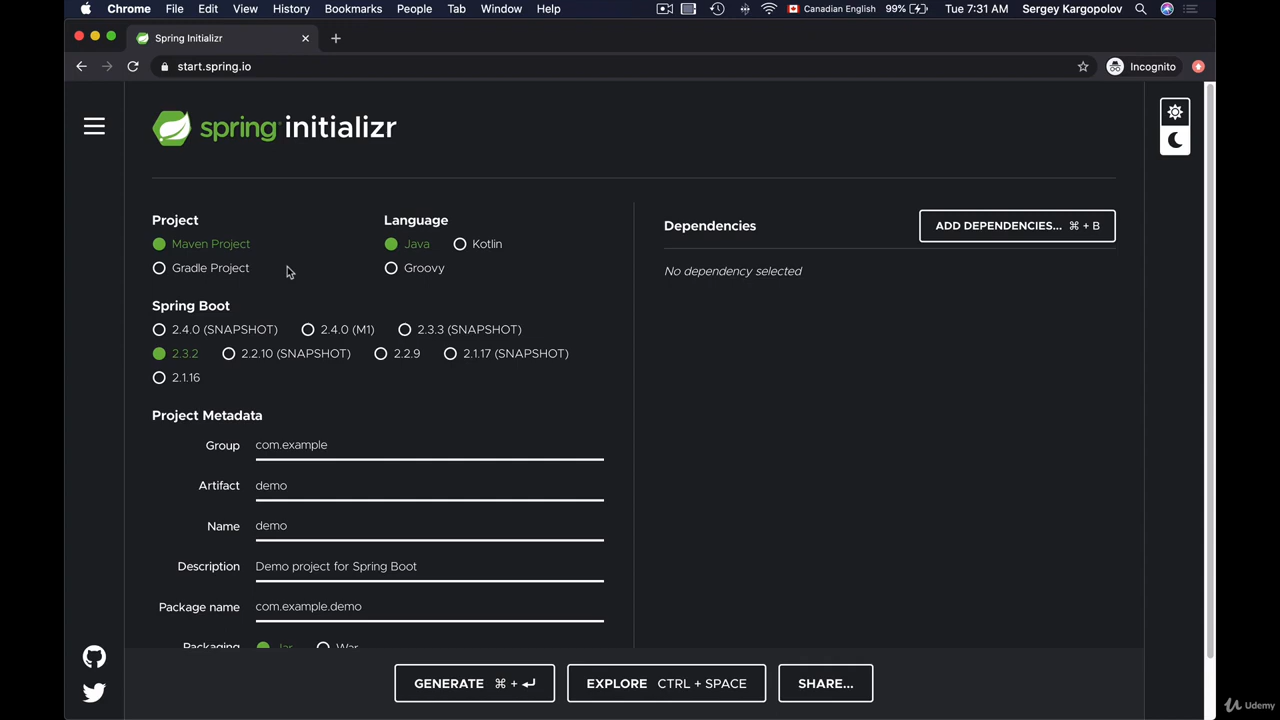 Chrome File Edit View History Bookmarks People Tab Window Help Canadian English 99% Tue 7:31 AM Sergey Kargopolov
Spring Initializr
start.spring.io Incognito
spring initializr
Project Language
Maven Project Java Kotlin
Gradle Project Groovy
Dependencies ADD DEPENDENCIES... ⌘ + B
No dependency selected
Spring Boot
2.4.0 (SNAPSHOT) 2.4.0 (M1) 2.3.3 (SNAPSHOT)
2.3.2 2.2.10 (SNAPSHOT) 2.2.9 2.1.17 (SNAPSHOT)
2.1.16
Project Metadata
Group com.example
Artifact demo
Name demo
Description Demo project for Spring Boot
Package name com.example.demo
Packaging Jar War
GENERATE ⌘ + ↵ EXPLORE CTRL + SPACE SHARE...
Udemy